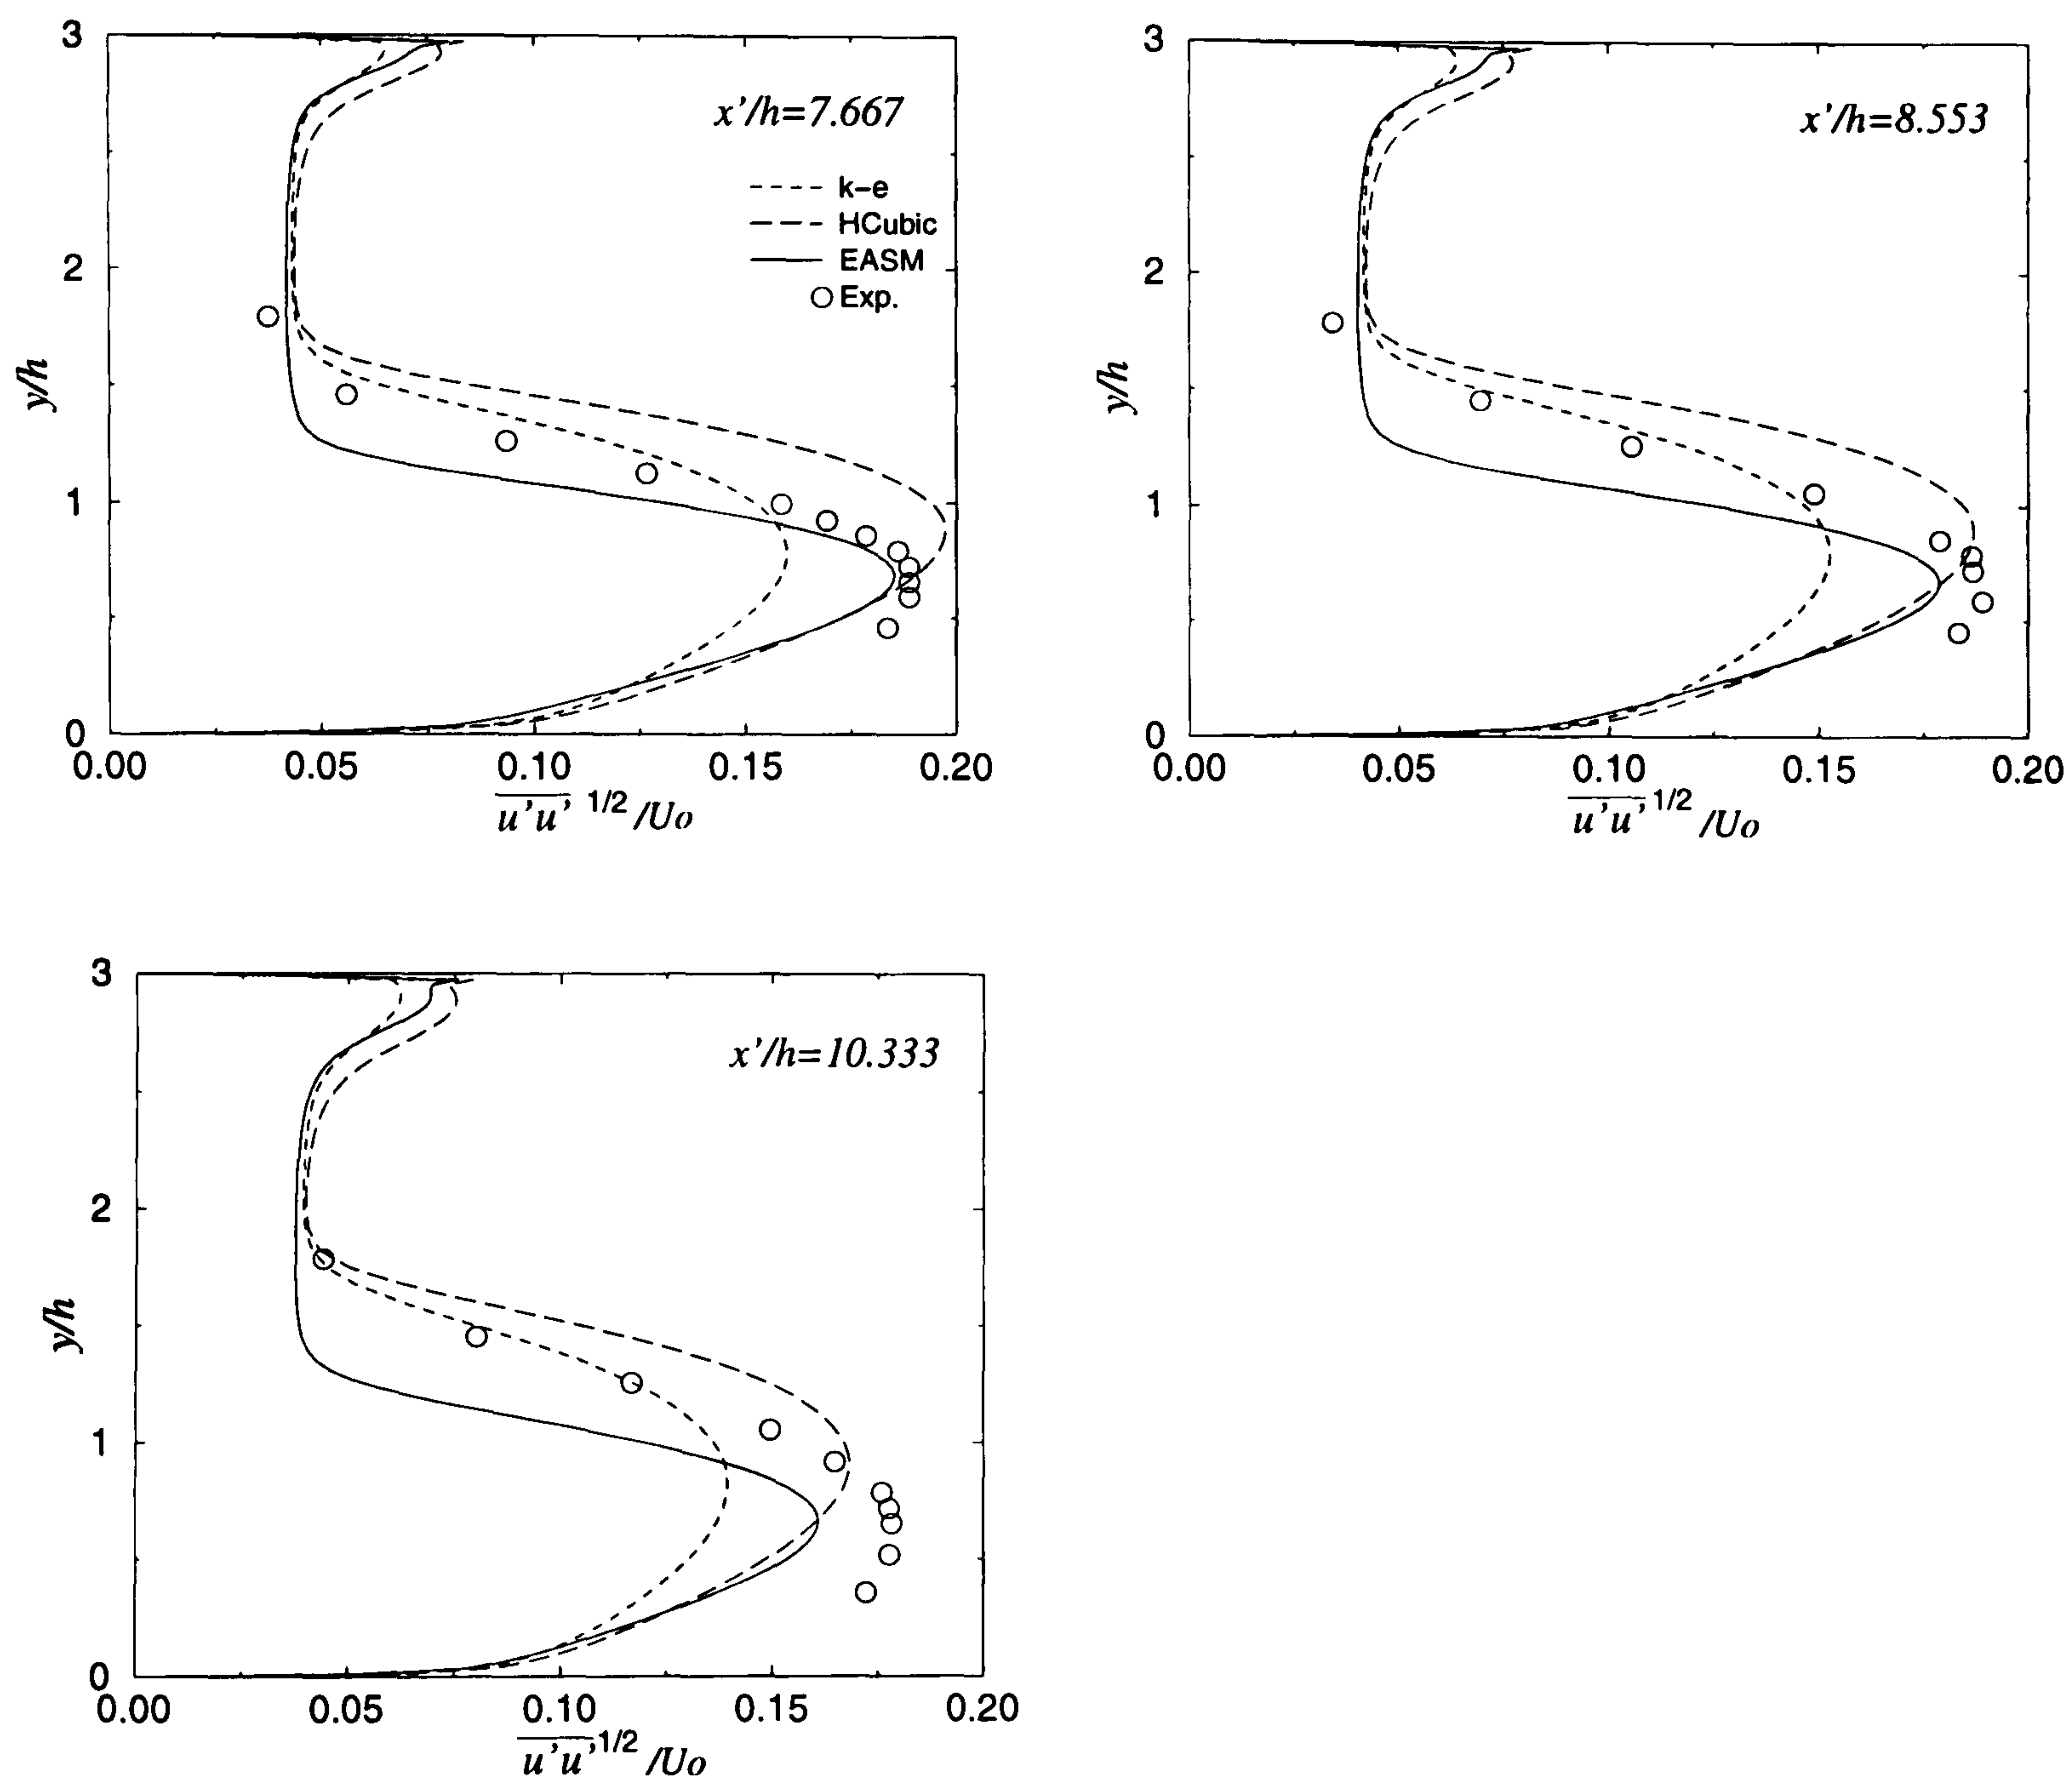 3
x'/h=7.667
k-e
HCubic
2
EASM
Exp.
y/h
1
0
0.00 0.05 0.10 0.15 0.20
u'u' 1/2 /Uo
3
x'/h=8.553
2
y/h
1
0
0.00 0.05 0.10 0.15 0.20
u'u' 1/2 /Uo
3
x'/h=10.333
2
y/h
1
0
0.00 0.05 0.10 0.15 0.20
u'u' 1/2 /Uo